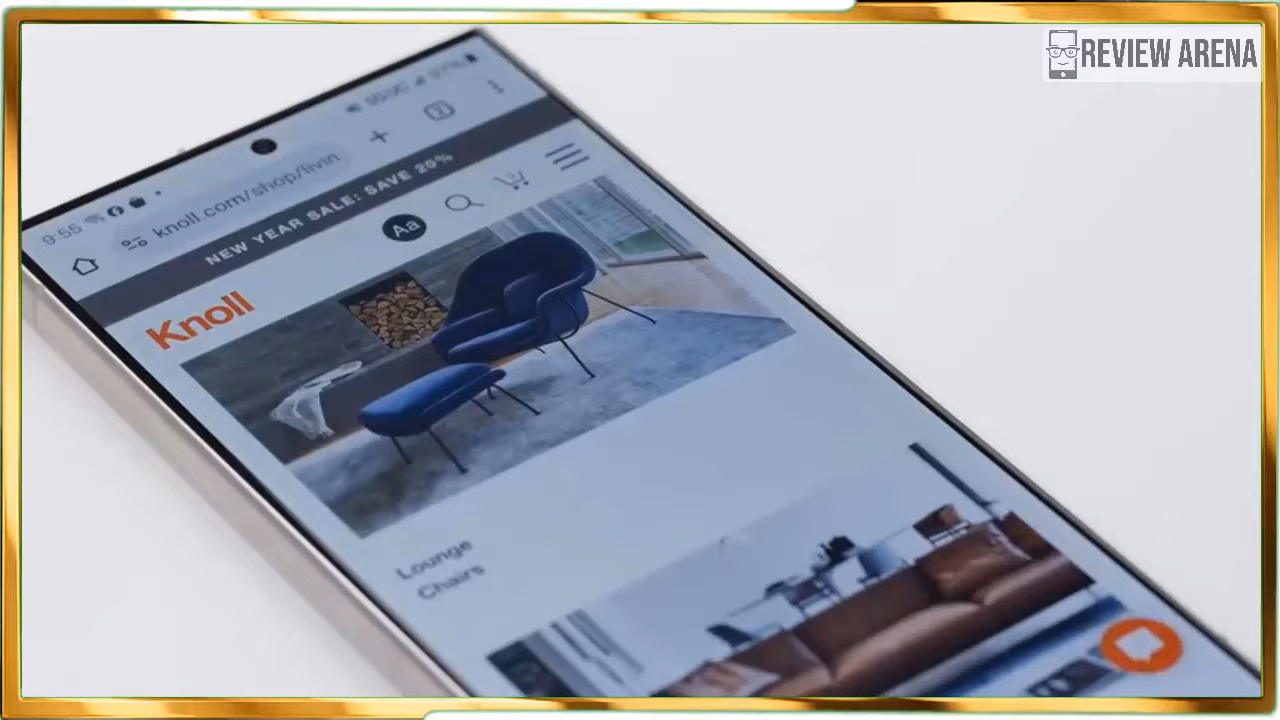 REVIEW ARENA
9:55
knoll.com/shop/livin
NEW YEAR SALE: SAVE 20%
Aa
Knoll
Lounge
Chairs